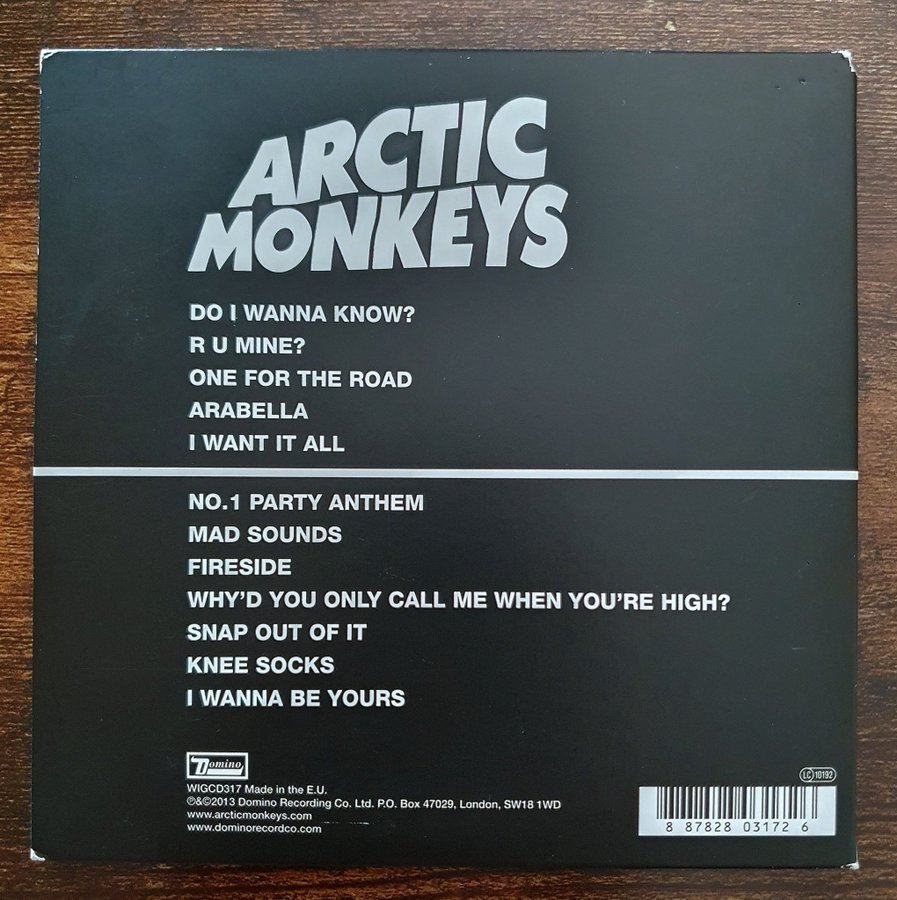 ARCTIC
MONKEYS
DO I WANNA KNOW?
R U MINE?
ONE FOR THE ROAD
ARABELLA
I WANT IT ALL
NO.1 PARTY ANTHEM
MAD SOUNDS
FIRESIDE
WHY'D YOU ONLY CALL ME WHEN YOU'RE HIGH?
SNAP OUT OF IT
KNEE SOCKS
I WANNA BE YOURS
Domino
WIGCD317 Made in the E.U.
℗&©2013 Domino Recording Co. Ltd. P.O. Box 47029, London, SW18 1WD
www.arcticmonkeys.com
www.dominorecordco.com
LC 10192
8 87828 03172 6